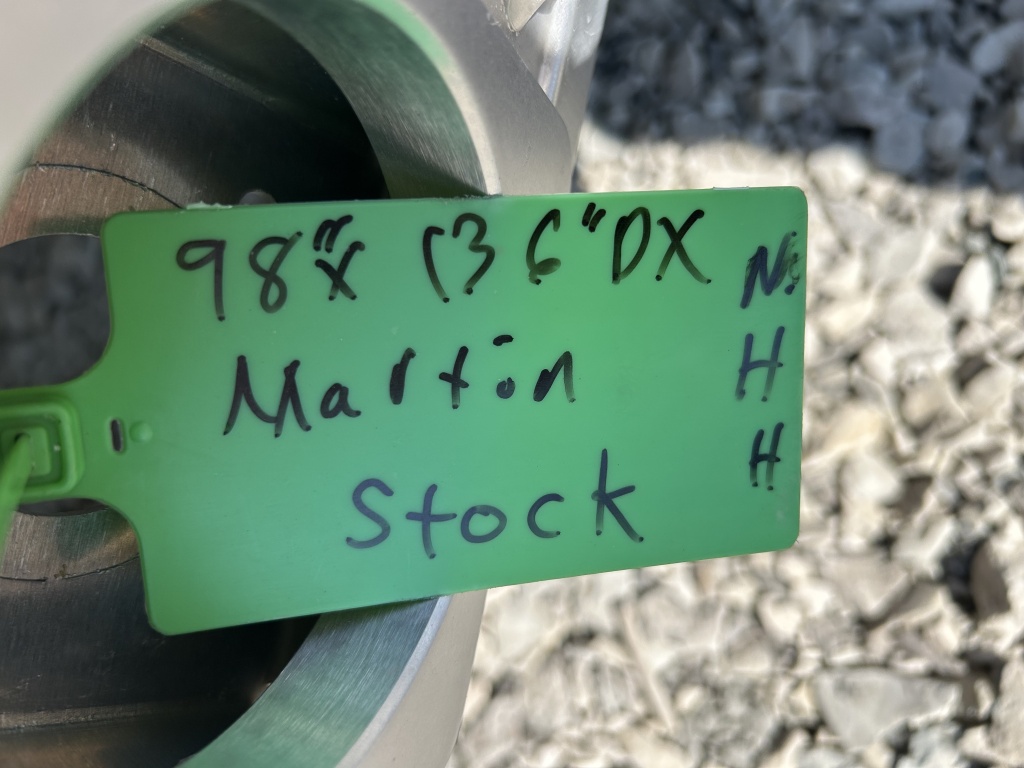 98"x 136"DX
Martin
Stock
N.
H
H